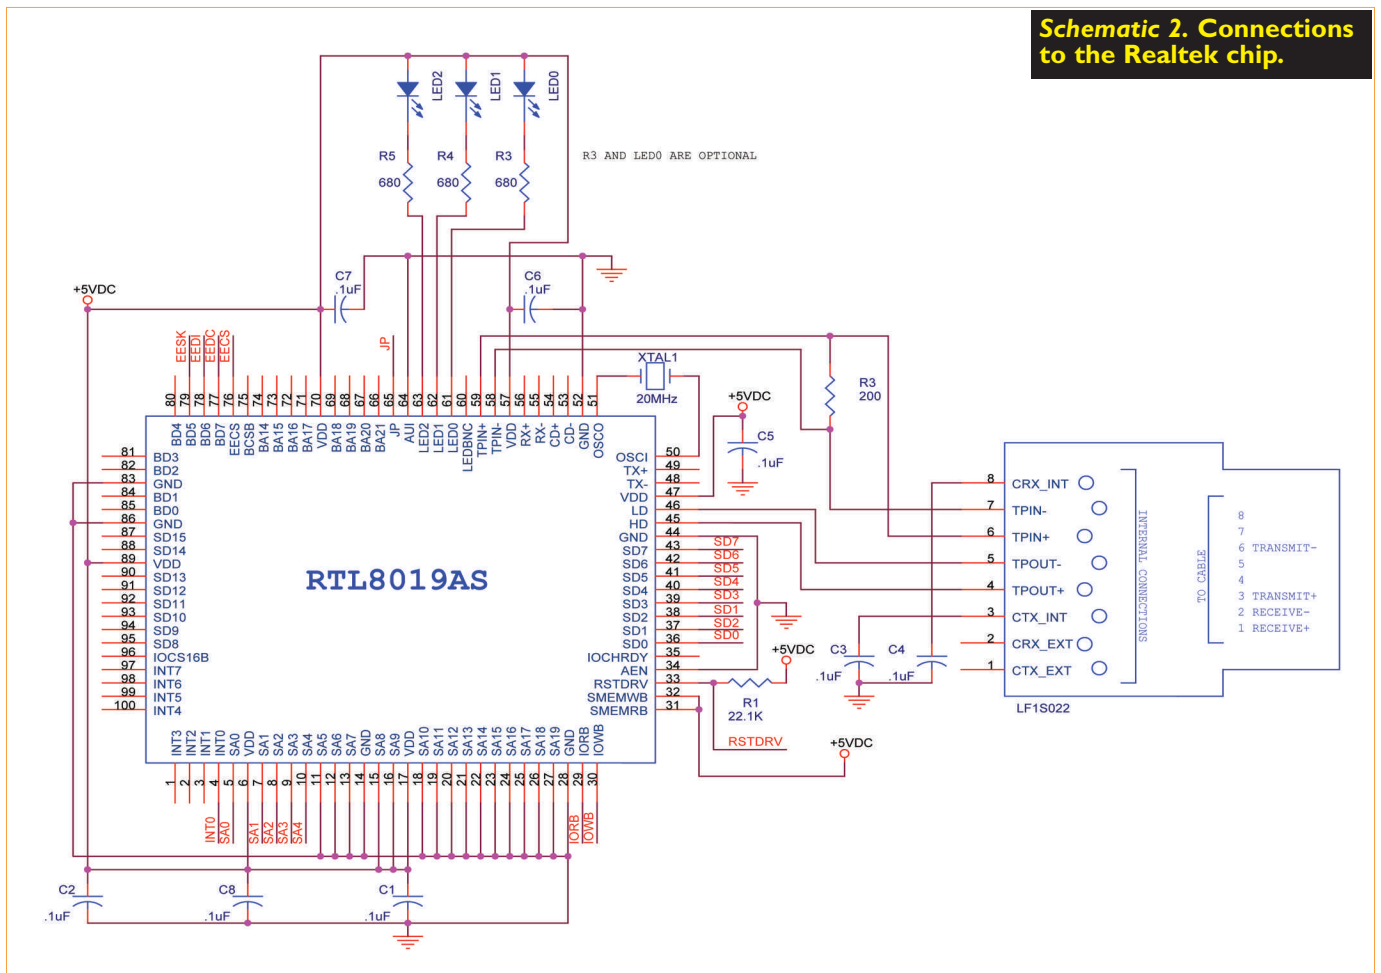 Schematic 2. Connections
to the Realtek chip.
LED2
LED1
LED0
R5
680
R4
680
R3
680
R3 AND LED0 ARE OPTIONAL
+5VDC
C7
.1uF
C6
.1uF
EESK
EEDI
EEDC
EECS
JP
XTAL1
20MHz
R3
200
+5VDC
C5
.1uF
80 79 78 77 76 75 74 73 72 71 70 69 68 67 66 65 64 63 62 61 60 59 58 57 56 55 54 53 52 51
BD4 BD5 BD6 BD7 EECS BCSB BA14 BA15 BA16 BA17 VDD BA18 BA19 BA20 BA21 JP AUI LED2 LED1 LED0 LEDBNC TPIN+ TPIN- VDD RX+ RX- CD+ CD- GND OSCO
81 BD3
82 BD2
83 GND
84 BD1
85 BD0
86 GND
87 SD15
88 SD14
89 VDD
90 SD13
91 SD12
92 SD11
93 SD10
94 SD9
95 SD8
96 IOCS16B
97 INT7
98 INT6
99 INT5
100 INT4
RTL8019AS
OSCI 50
TX+ 49
TX- 48
VDD 47
LD 46
HD 45
GND 44
SD7 43 SD7
SD6 42 SD6
SD5 41 SD5
SD4 40 SD4
SD3 39 SD3
SD2 38 SD1
SD1 37 SD2
SD0 36 SD0
IOCHRDY 35
AEN 34
RSTDRV 33
SMEMWB 32
SMEMRB 31
+5VDC
R1
22.1K
RSTDRV
+5VDC
C3
.1uF
C4
.1uF
8 CRX_INT
7 TPIN-
6 TPIN+
5 TPOUT-
4 TPOUT+
3 CTX_INT
2 CRX_EXT
1 CTX_EXT
INTERNAL CONNECTIONS
TO CABLE
8
7
6 TRANSMIT-
5
4
3 TRANSMIT+
2 RECEIVE-
1 RECEIVE+
LF1S022
INT3 INT2 INT1 INT0 SA0 VDD SA1 SA2 SA3 SA4 SA5 SA6 SA7 GND SA8 SA9 VDD SA10 SA11 SA12 SA13 SA14 SA15 SA16 SA17 SA18 SA19 GND IORB IOWB
1 2 3 4 5 6 7 8 9 10 11 12 13 14 15 16 17 18 19 20 21 22 23 24 25 26 27 28 29 30
INT0
SA0
SA1
SA2
SA3
SA4
IORB
IOWB
C2
.1uF
C8
.1uF
C1
.1uF